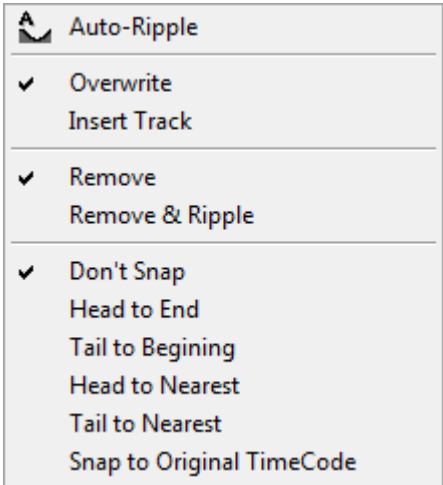 Auto-Ripple
Overwrite
Insert Track
Remove
Remove & Ripple
Don't Snap
Head to End
Tail to Begining
Head to Nearest
Tail to Nearest
Snap to Original TimeCode